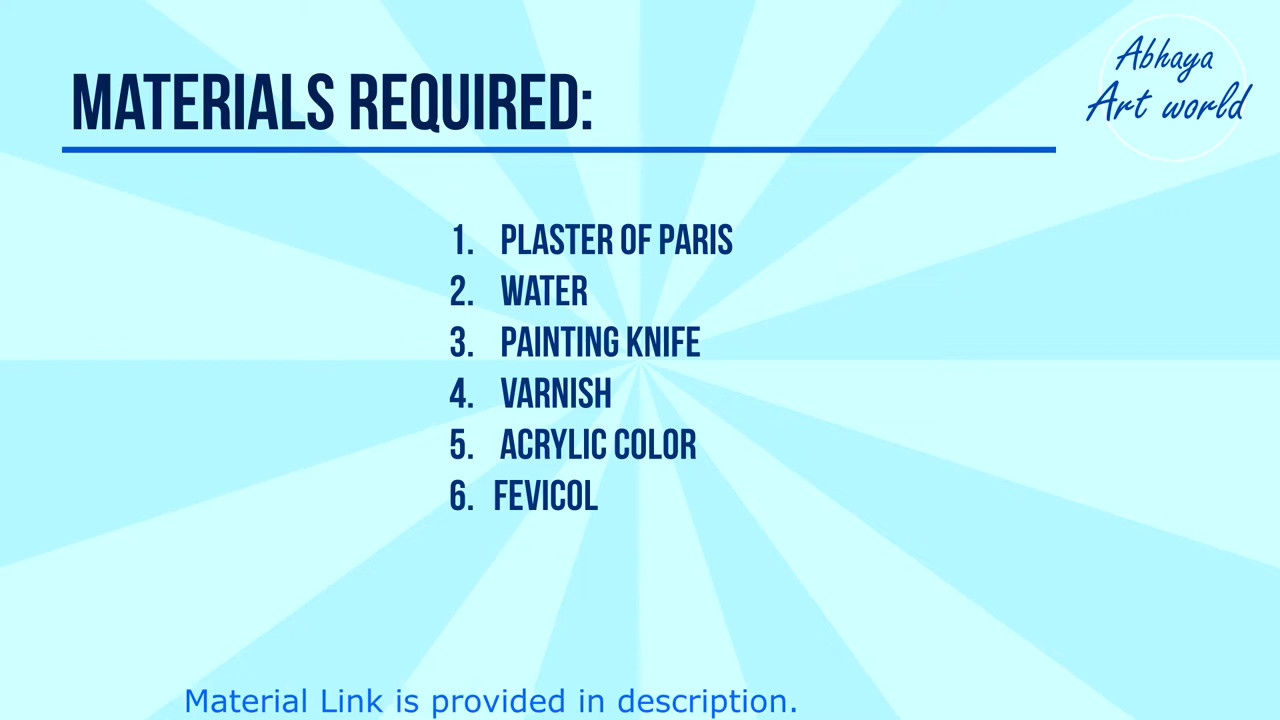 MATERIALS REQUIRED:
Abhaya
Art world
1. PLASTER OF PARIS
2. WATER
3. PAINTING KNIFE
4. VARNISH
5. ACRYLIC COLOR
6. FEVICOL
Material Link is provided in description.